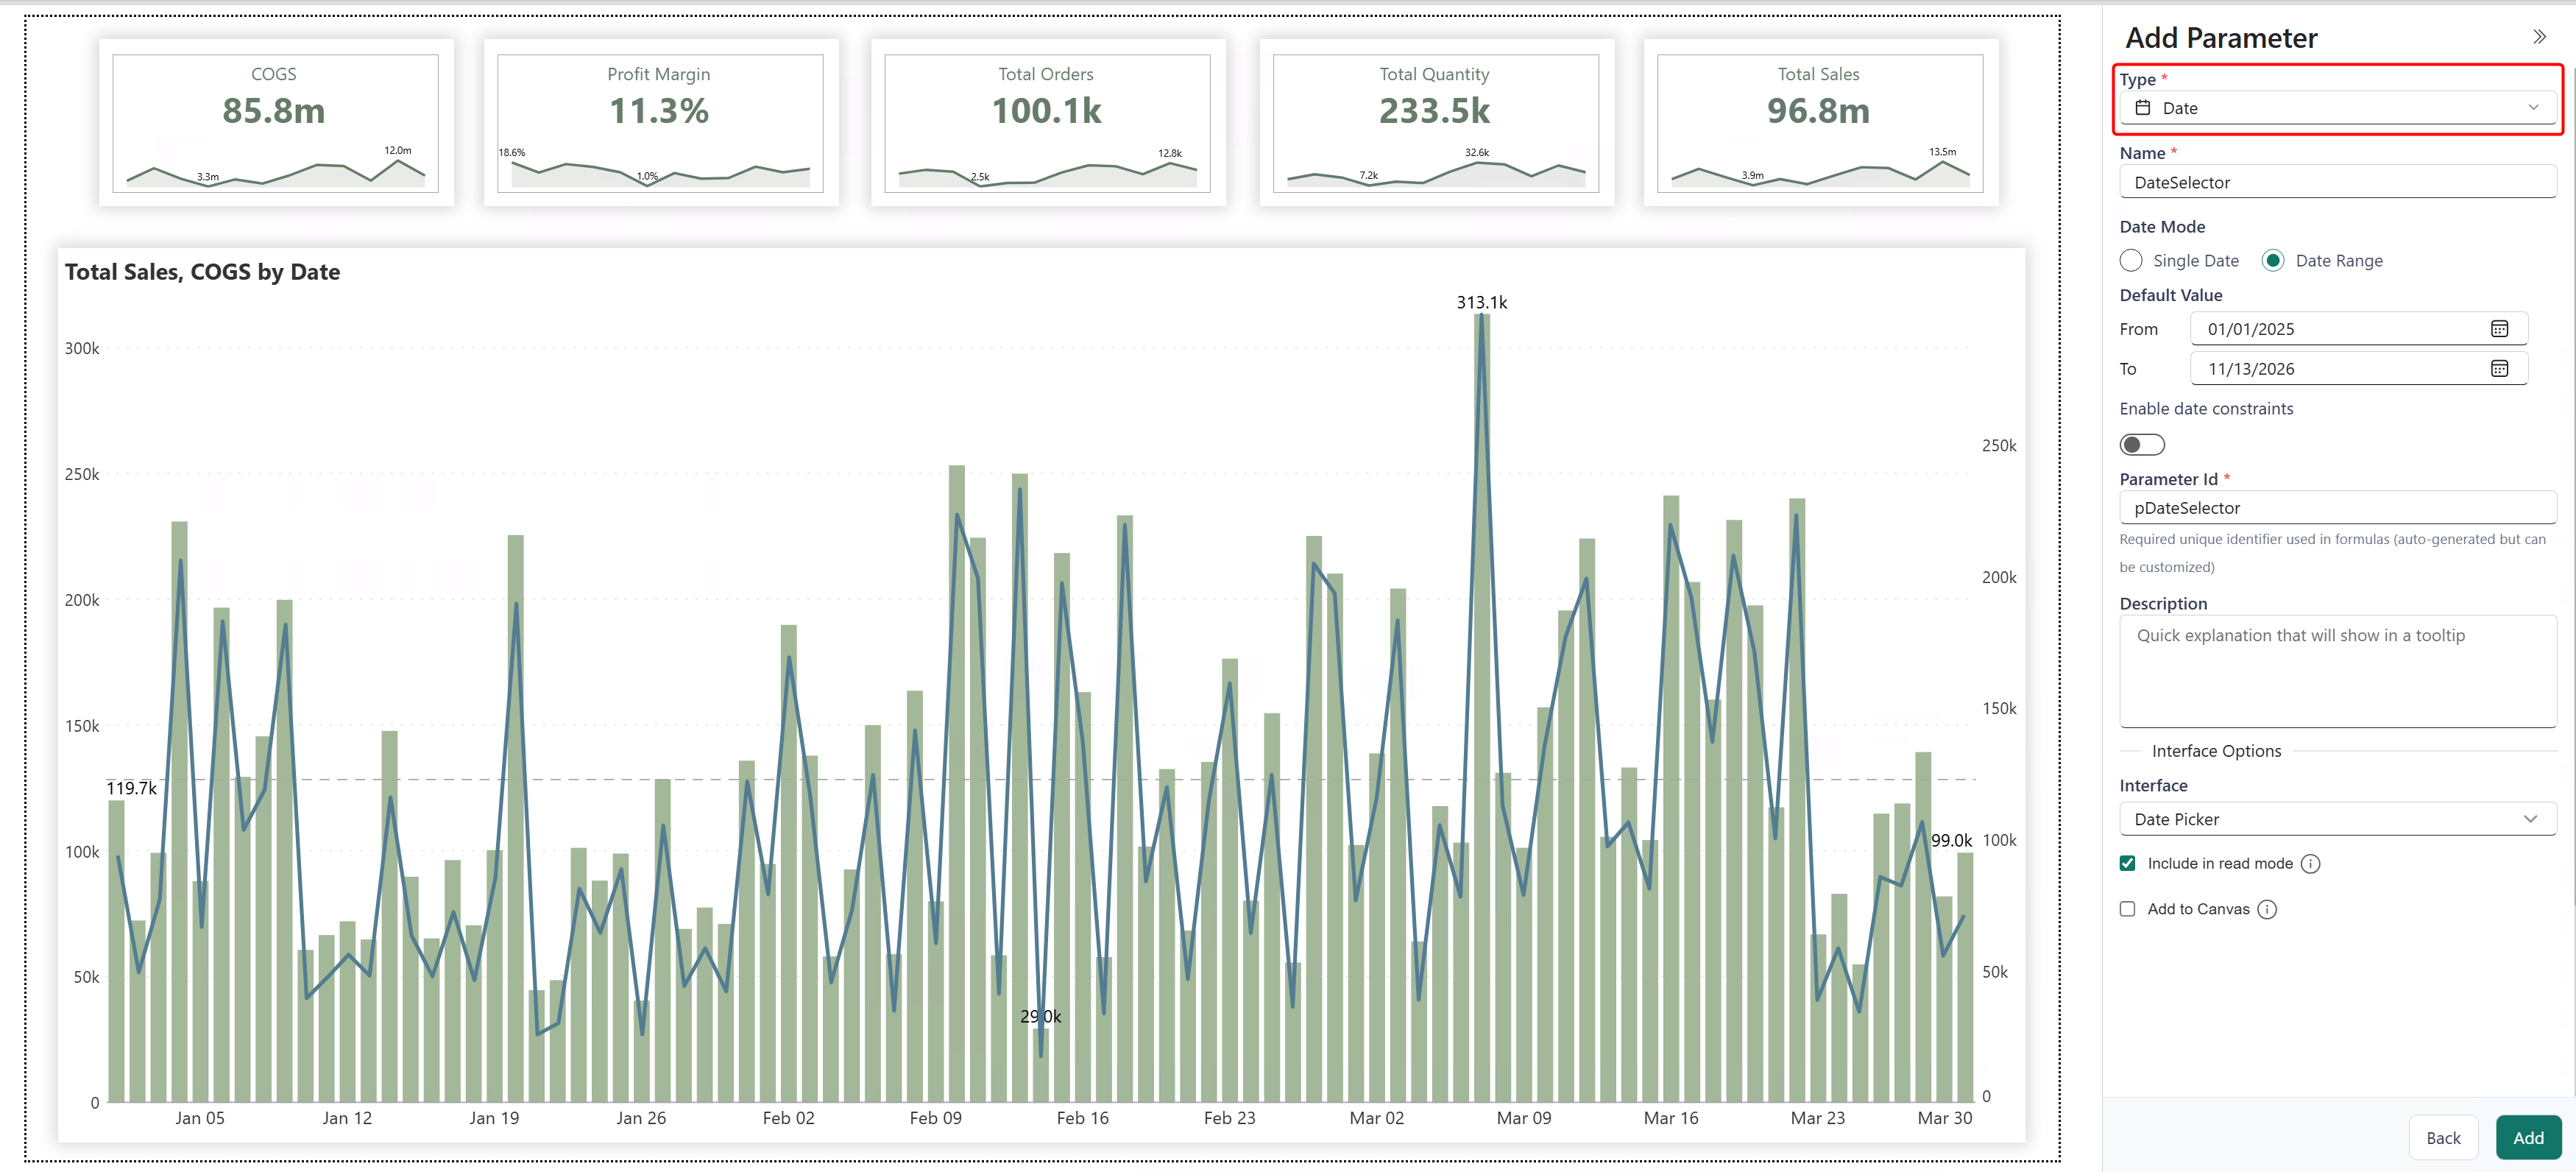 COGS
85.8m
3.3m
12.0m
Profit Margin
11.3%
18.6%
1.0%
Total Orders
100.1k
2.5k
12.8k
Total Quantity
233.5k
7.2k
32.6k
Total Sales
96.8m
3.9m
13.5m
Total Sales, COGS by Date
313.1k
300k
250k
200k
150k
100k
50k
0
119.7k
29.0k
99.0k
250k
200k
150k
100k
50k
0
Jan 05 Jan 12 Jan 19 Jan 26 Feb 02 Feb 09 Feb 16 Feb 23 Mar 02 Mar 09 Mar 16 Mar 23 Mar 30
Add Parameter
Type *
Date
Name *
DateSelector
Date Mode
Single Date Date Range
Default Value
From 01/01/2025
To 11/13/2026
Enable date constraints
Parameter Id *
pDateSelector
Required unique identifier used in formulas (auto-generated but can
be customized)
Description
Quick explanation that will show in a tooltip
Interface Options
Interface
Date Picker
Include in read mode
Add to Canvas
Back Add